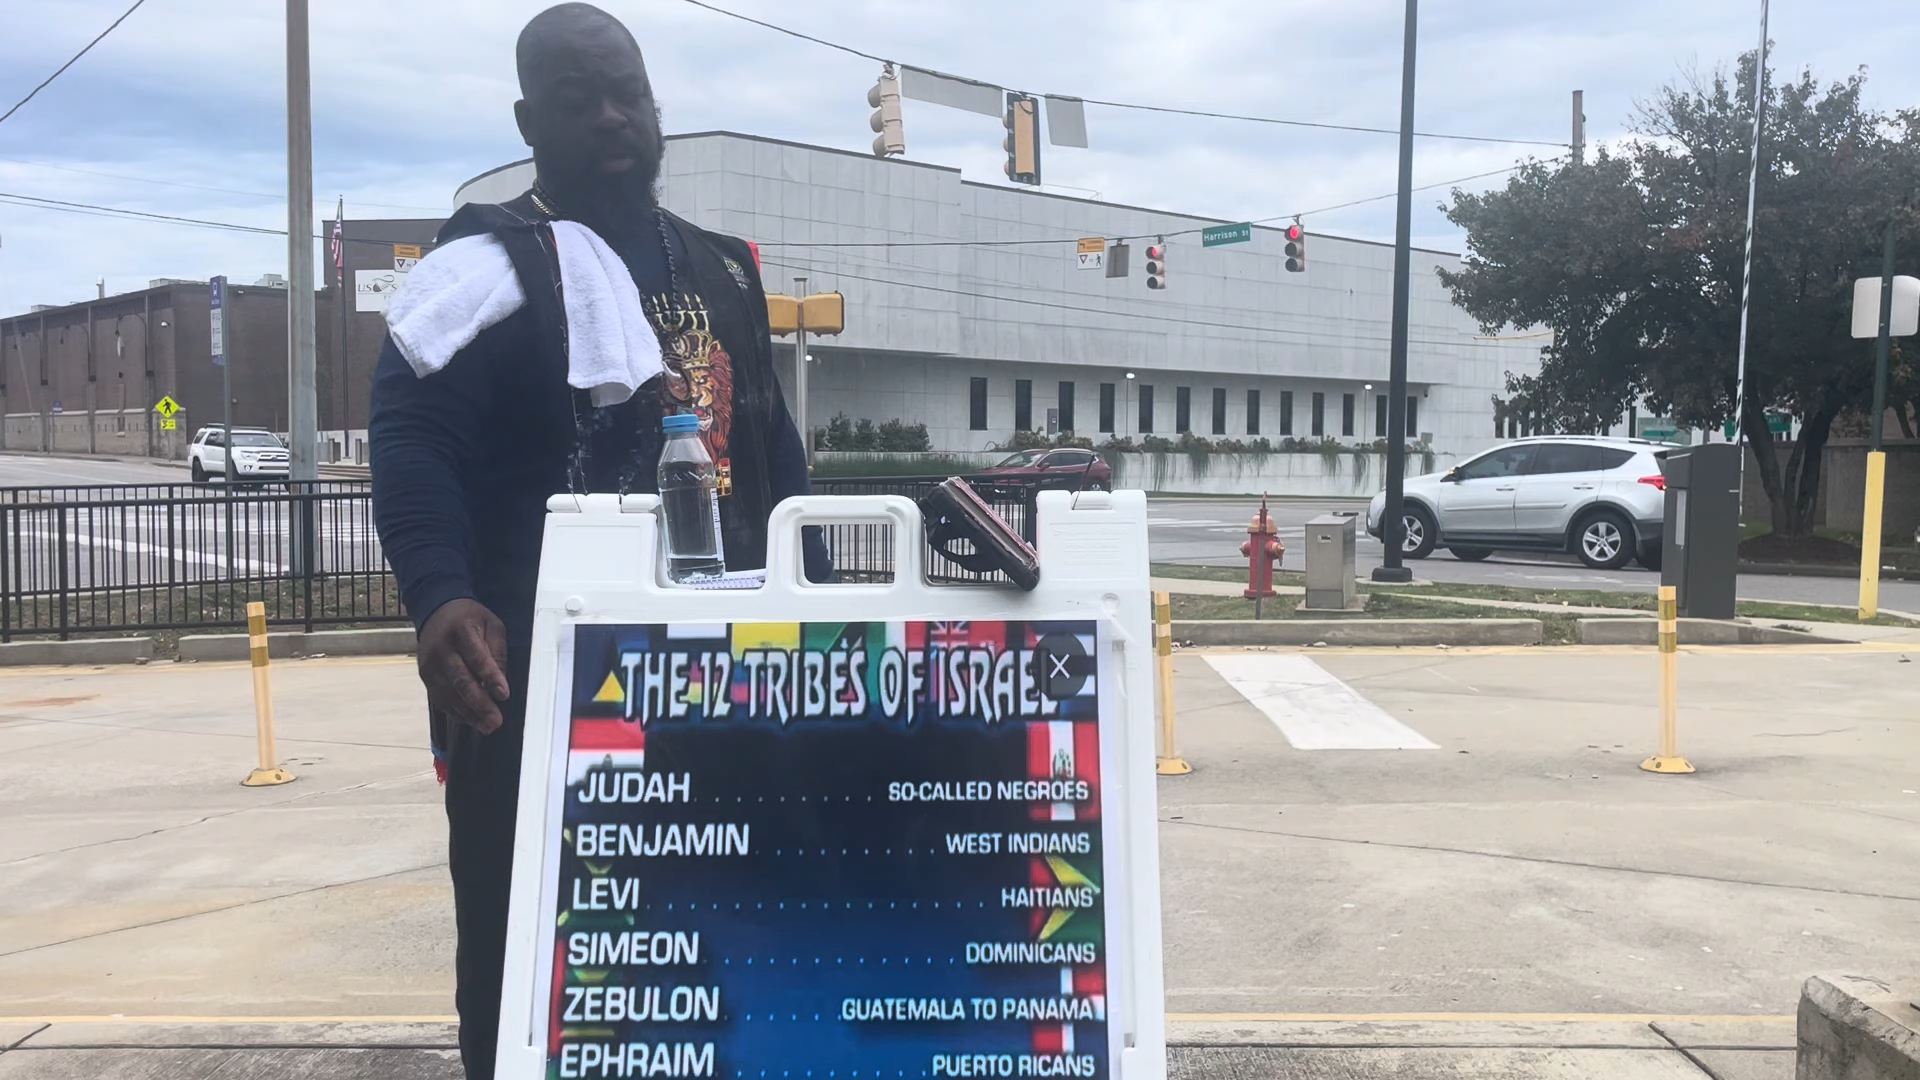 Harrison St
US
THE 12 TRIBES OF ISRAEL
JUDAH . . . . . . . . . SO-CALLED NEGROES
BENJAMIN . . . . . . . . . WEST INDIANS
LEVI . . . . . . . . . . . . . . . . HAITIANS
SIMEON . . . . . . . . . . . . DOMINICANS
ZEBULON . . . . . . GUATEMALA TO PANAMA
EPHRAIM . . . . . . . . . . PUERTO RICANS